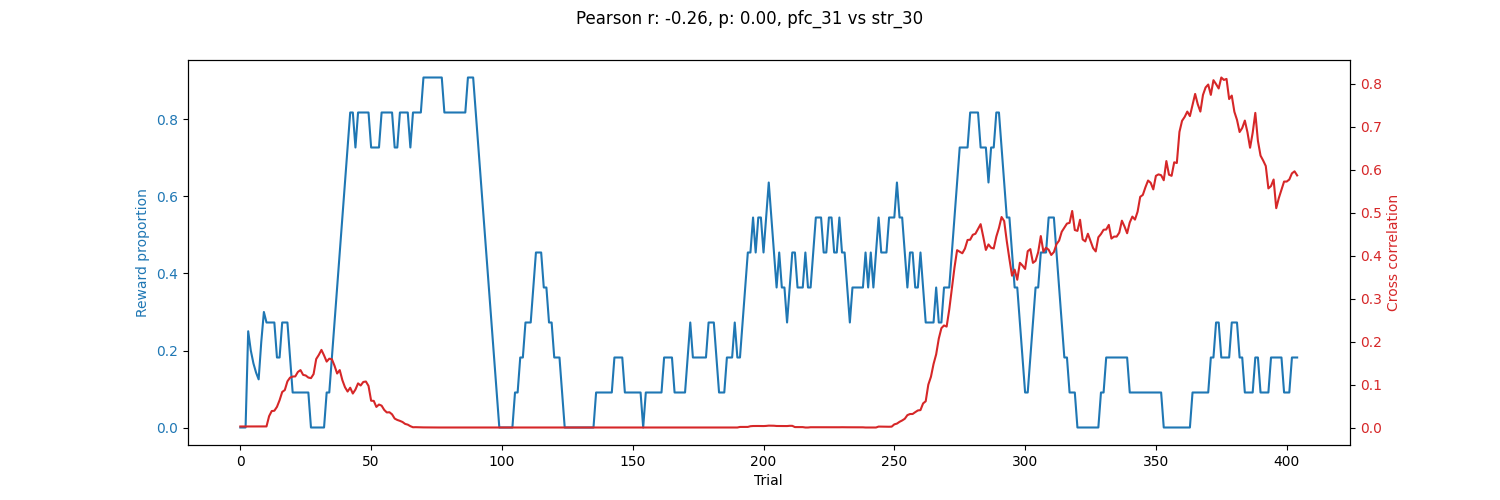 Pearson r: -0.26, p: 0.00, pfc_31 vs str_30
Reward proportion
0.8
0.6
0.4
0.2
0.0
0.8
0.7
0.6
0.5
0.4
0.3
0.2
0.1
0.0
Cross correlation
0 50 100 150 200 250 300 350 400
Trial